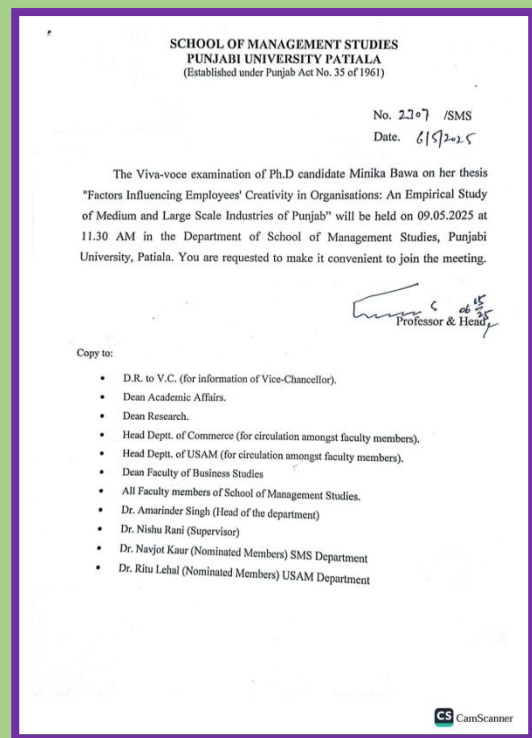 SCHOOL OF MANAGEMENT STUDIES
PUNJABI UNIVERSITY PATIALA
(Established under Punjab Act No. 35 of 1961)
No. 2707 /SMS
Date. 6/5/2025
The Viva-voce examination of Ph.D candidate Minika Bawa on her thesis
"Factors Influencing Employees' Creativity in Organisations: An Empirical Study
of Medium and Large Scale Industries of Punjab" will be held on 09.05.2025 at
11.30 AM in the Department of School of Management Studies, Punjabi
University, Patiala. You are requested to make it convenient to join the meeting.
Professor & Head
Copy to:
• D.R. to V.C. (for information of Vice-Chancellor).
• Dean Academic Affairs.
• Dean Research.
• Head Deptt. of Commerce (for circulation amongst faculty members).
• Head Deptt. of USAM (for circulation amongst faculty members).
• Dean Faculty of Business Studies
• All Faculty members of School of Management Studies.
• Dr. Amarinder Singh (Head of the department)
• Dr. Nishu Rani (Supervisor)
• Dr. Navjot Kaur (Nominated Members) SMS Department
• Dr. Ritu Lehal (Nominated Members) USAM Department
CS CamScanner